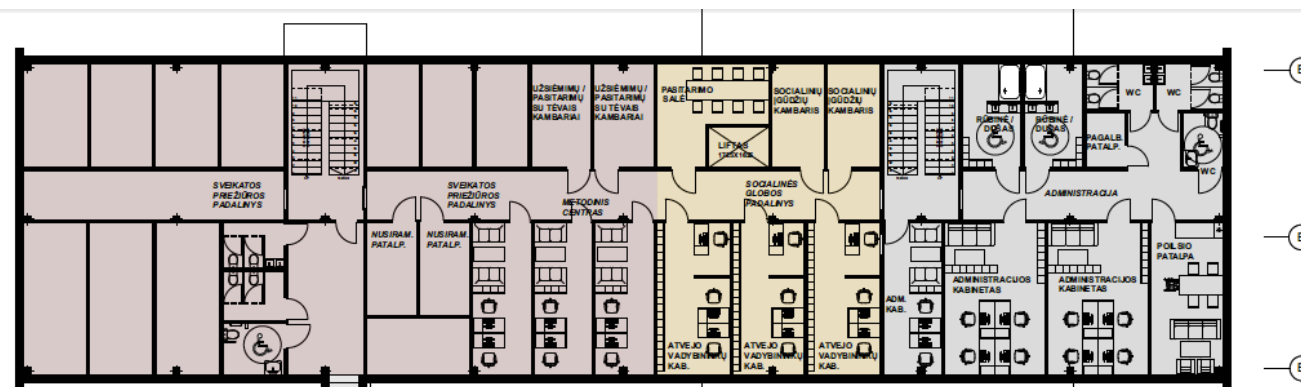 UŽSIĖMIMŲ /
PASITARIMŲ
SU TĖVAIS
KAMBARIAI
UŽSIĖMIMŲ /
PASITARIMŲ
SU TĖVAIS
KAMBARIAI
PASITARIMO
SALĖ
LIFTAS
SOCIALINIŲ
ĮGŪDŽIŲ
KAMBARIS
SOCIALINIŲ
ĮGŪDŽIŲ
KAMBARIS
RŪBINĖ /
DUŠAS
RŪBINĖ /
DUŠAS
WC
WC
PAGALB.
PATALP.
WC
SVEIKATOS
PRIEŽIŪROS
PADALINYS
SVEIKATOS
PRIEŽIŪROS
PADALINYS
METODINIS
CENTRAS
SOCIALINĖS
GLOBOS
PADALINYS
ADMINISTRACIJA
NUSIRAM.
PATALP.
NUSIRAM.
PATALP.
ATVEJO
VADYBININKŲ
KAB.
ATVEJO
VADYBININKŲ
KAB.
ATVEJO
VADYBININKŲ
KAB.
ADM.
KAB.
ADMINISTRACIJOS
KABINETAS
ADMINISTRACIJOS
KABINETAS
POILSIO
PATALPA